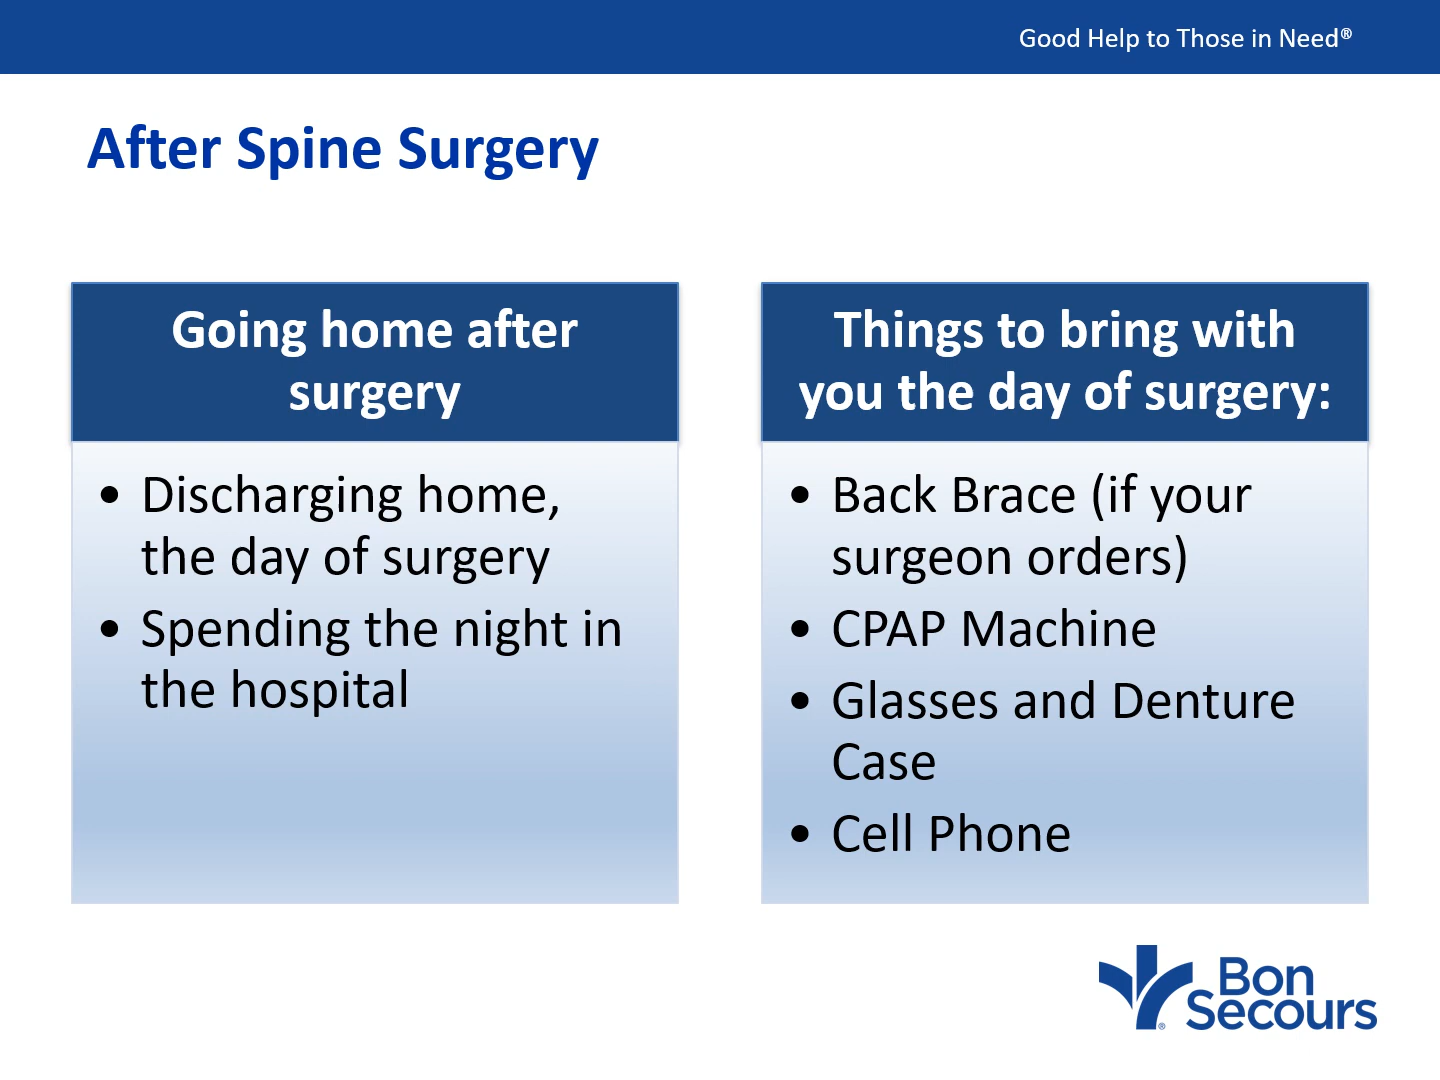 Good Help to Those in Need®
After Spine Surgery
Going home after
surgery
• Discharging home,
the day of surgery
• Spending the night in
the hospital
Things to bring with
you the day of surgery:
• Back Brace (if your
surgeon orders)
• CPAP Machine
• Glasses and Denture
Case
• Cell Phone
Bon
Secours
®